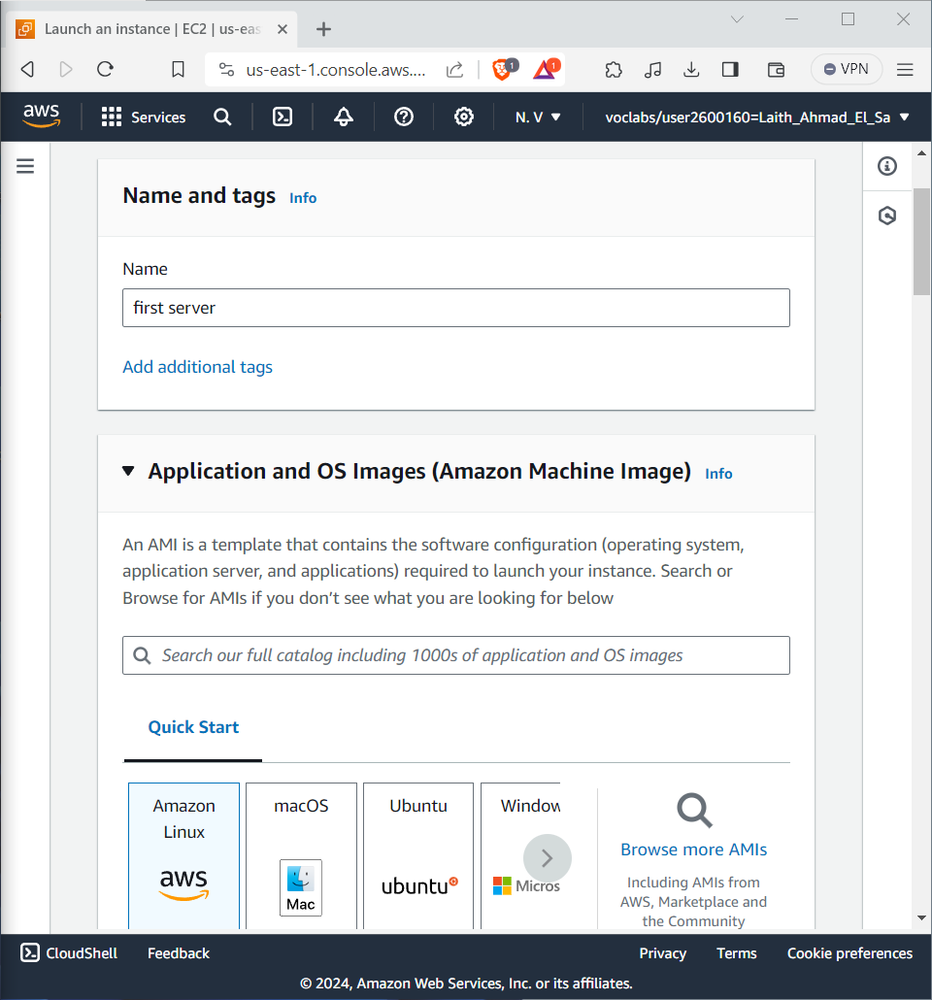 Launch an instance | EC2 | us-eas
us-east-1.console.aws....
1
1
VPN
aws
Services
N. V
voclabs/user2600160=Laith_Ahmad_El_Sa
Name and tags Info
Name
first server
Add additional tags
Application and OS Images (Amazon Machine Image) Info
An AMI is a template that contains the software configuration (operating system,
application server, and applications) required to launch your instance. Search or
Browse for AMIs if you don’t see what you are looking for below
Search our full catalog including 1000s of application and OS images
Quick Start
Amazon
Linux
aws
macOS
Mac
Ubuntu
ubuntu
Window
Micros
Browse more AMIs
Including AMIs from
AWS, Marketplace and
the Community
CloudShell
Feedback
Privacy
Terms
Cookie preferences
© 2024, Amazon Web Services, Inc. or its affiliates.